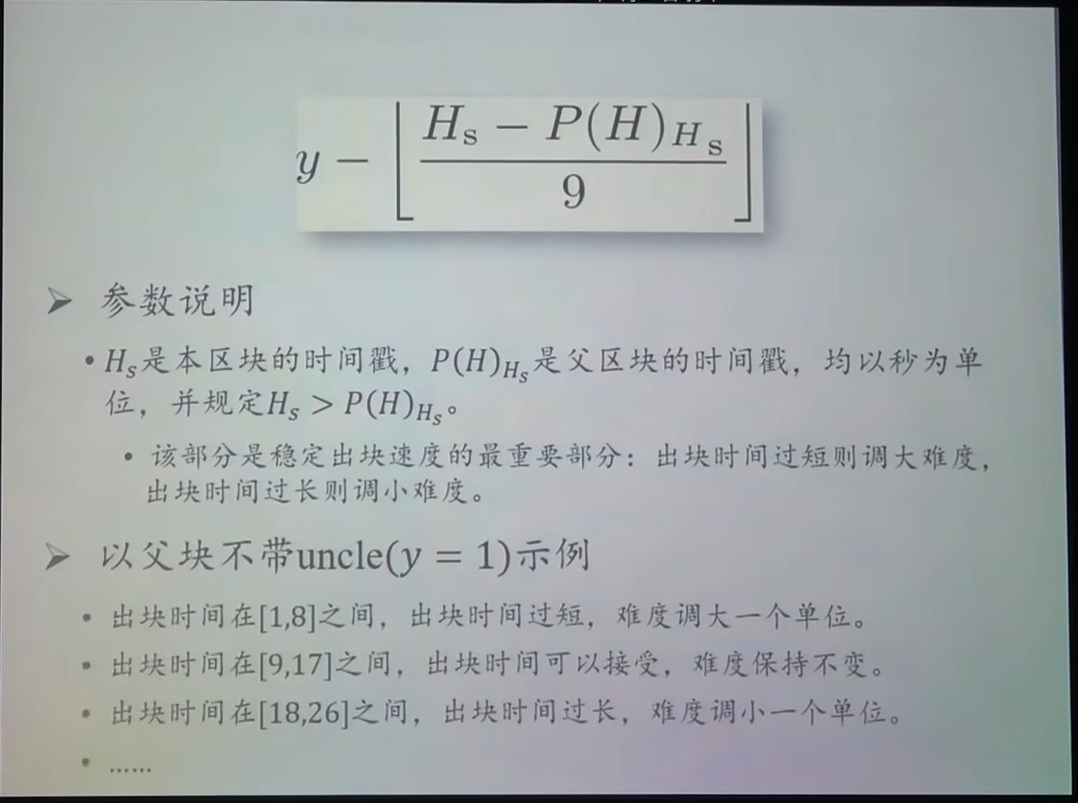 y − ⌊ (H_s − P(H)_{H_s}) / 9 ⌋
➢ 参数说明
• H_s是本区块的时间戳，P(H)_{H_s}是父区块的时间戳，均以秒为单
位，并规定H_s > P(H)_{H_s}。
• 该部分是稳定出块速度的最重要部分：出块时间过短则调大难度，
出块时间过长则调小难度。
➢ 以父块不带uncle(y = 1)示例
• 出块时间在[1,8]之间，出块时间过短，难度调大一个单位。
• 出块时间在[9,17]之间，出块时间可以接受，难度保持不变。
• 出块时间在[18,26]之间，出块时间过长，难度调小一个单位。
• ……